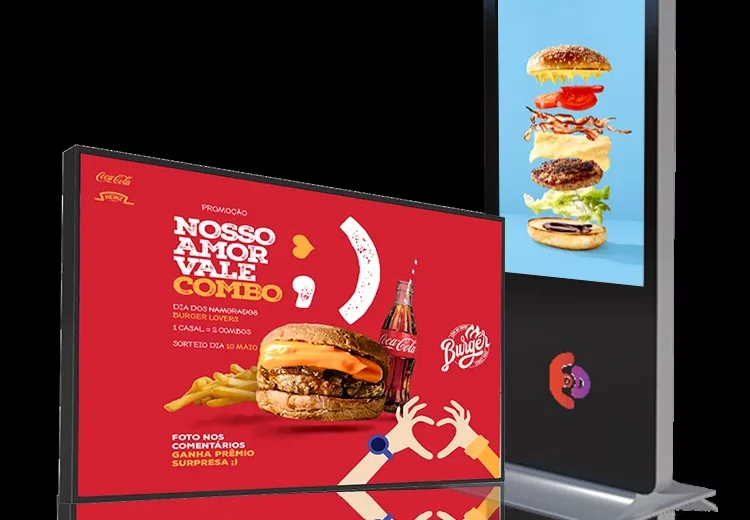 Coca-Cola
HEINZ
PROMOÇÃO
NOSSO
AMOR
VALE
COMBO
;)
DIA DOS NAMORADOS
BURGER LOVERS
1 CASAL = 2 COMBOS
SORTEIO DIA 10 MAIO
Coca-Cola
Burger
FOTO NOS
COMENTÁRIOS
GANHA PRÊMIO
SURPRESA ;)